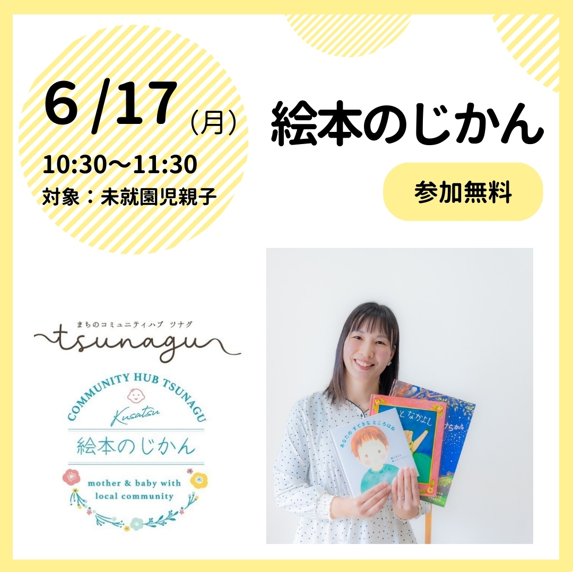 6/17(月)
絵本のじかん
10:30〜11:30
対象：未就園児親子
参加無料
まちのコミュニティハブ ツナグ
tsunagu
COMMUNITY HUB TSUNAGU
Kusatsu
絵本のじかん
mother & baby with
local community